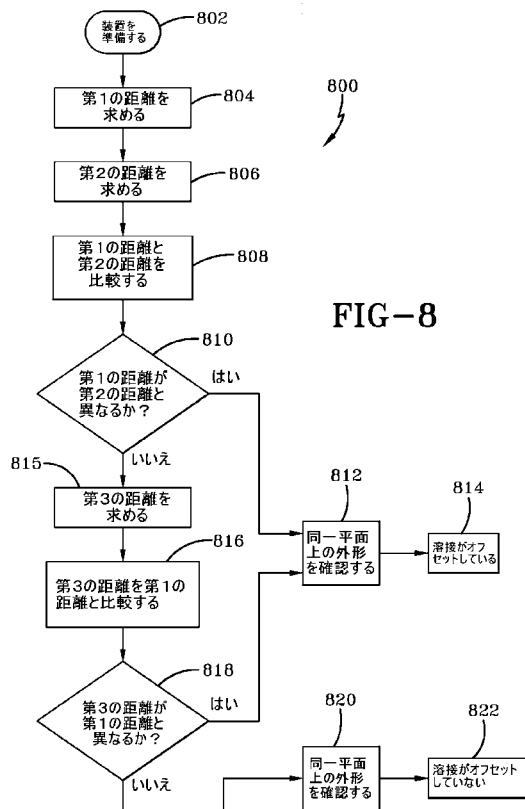 装置を
準備する
802
第1の距離を
求める
804
800
第2の距離を
求める
806
第1の距離と
第2の距離を
比較する
808
FIG-8
810
第1の距離が
第2の距離と
異なるか?
はい
いいえ
815
第3の距離を
求める
812
同一平面
上の外形
を確認する
814
溶接がオフ
セットしている
816
第3の距離を第1の
距離と比較する
818
第3の距離が
第1の距離と
異なるか?
はい
いいえ
820
同一平面
上の外形
を確認する
822
溶接がオフセット
していない